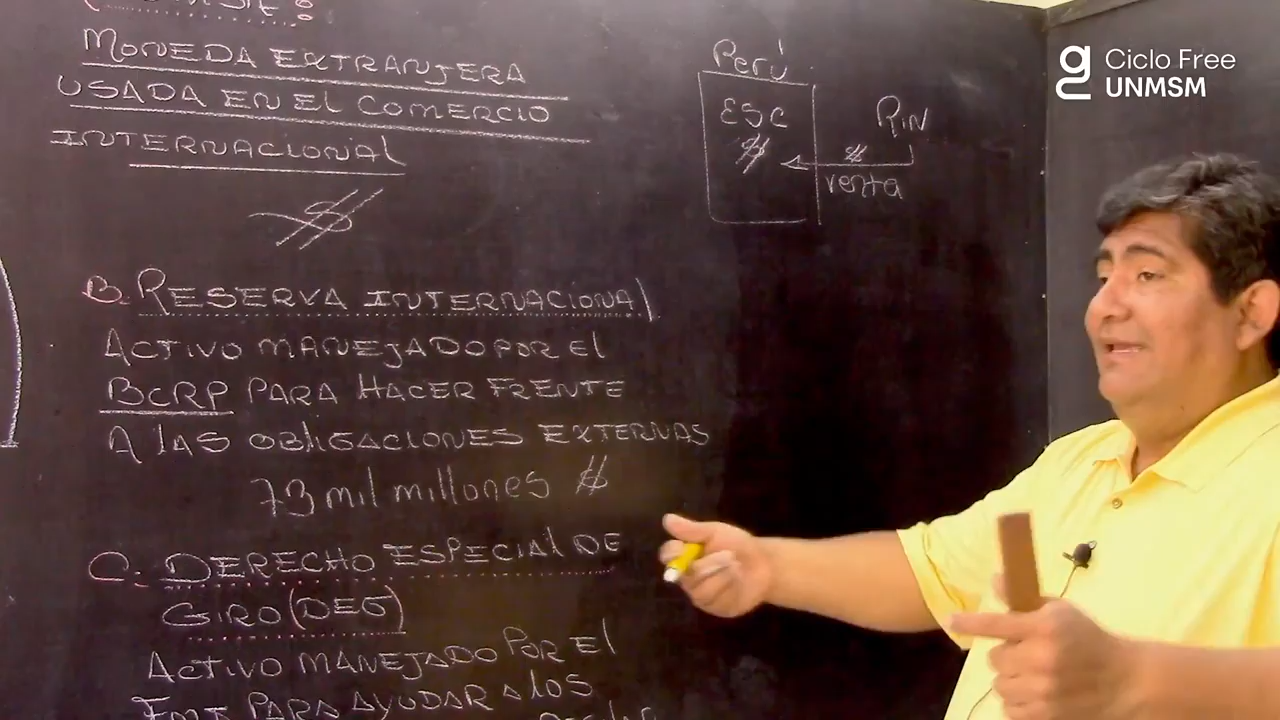 MONEDA EXTRANJERA
USADA EN EL COMERCIO
INTERNACIONAL
$
B. RESERVA INTERNACIONAL
ACTIVO MANEJADO POR EL
BCRP PARA HACER FRENTE
A LAS OBLIGACIONES EXTERNAS
73 mil millones $
C. DERECHO ESPECIAL DE
GIRO (DEG)
ACTIVO MANEJADO POR EL
FMI PARA AYUDAR A LOS
Perú
ESC
$
RIN
$
venta
Ciclo Free
UNMSM